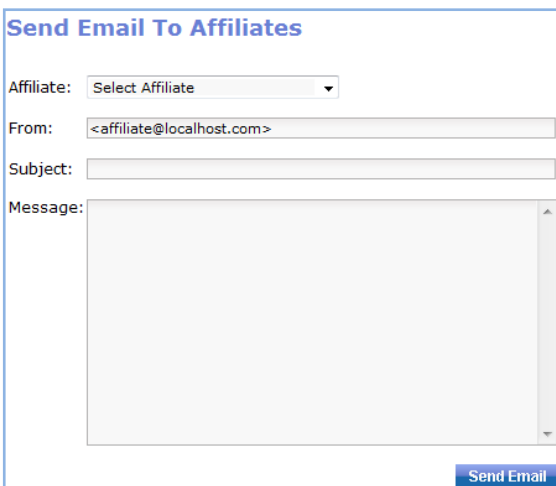 Send Email To Affiliates
Affiliate: Select Affiliate
From: <affiliate@localhost.com>
Subject:
Message:
Send Email